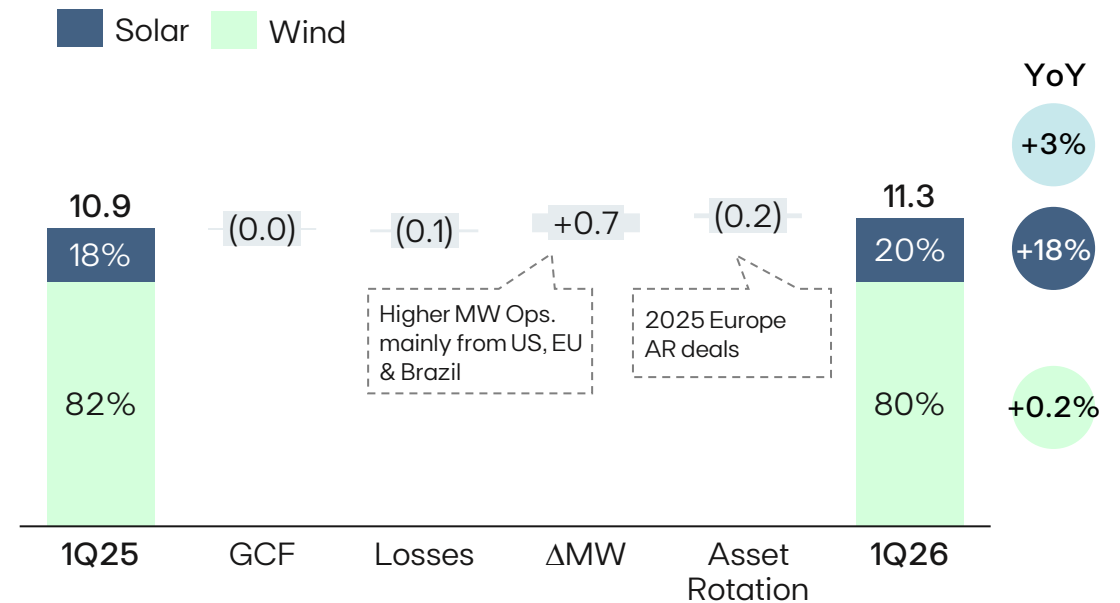 Solar
Wind
YoY
+3%
10.9
(0.0)
(0.1)
+0.7
(0.2)
11.3
18%
20%
+18%
Higher MW Ops.
mainly from US, EU
& Brazil
2025 Europe
AR deals
82%
80%
+0.2%
1Q25
GCF
Losses
ΔMW
Asset
Rotation
1Q26